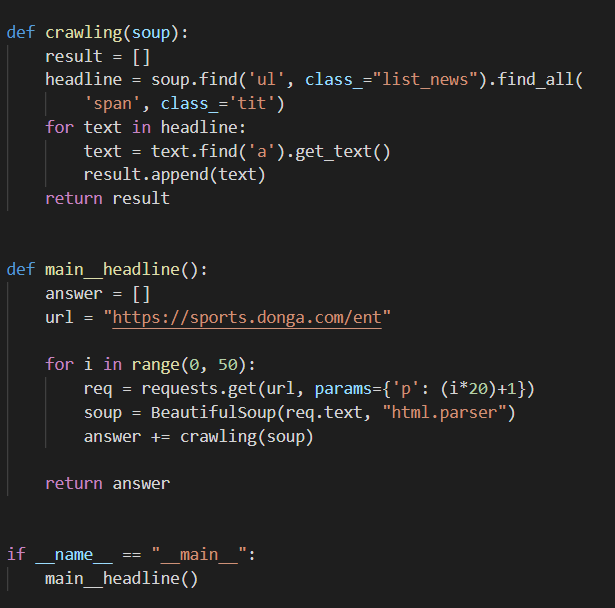 def crawling(soup):
    result = []
    headline = soup.find('ul', class_="list_news").find_all(
        'span', class_='tit')
    for text in headline:
        text = text.find('a').get_text()
        result.append(text)
    return result
def main__headline():
    answer = []
    url = "https://sports.donga.com/ent"
    for i in range(0, 50):
        req = requests.get(url, params={'p': (i*20)+1})
        soup = BeautifulSoup(req.text, "html.parser")
        answer += crawling(soup)
    return answer
if __name__ == "__main__":
    main__headline()